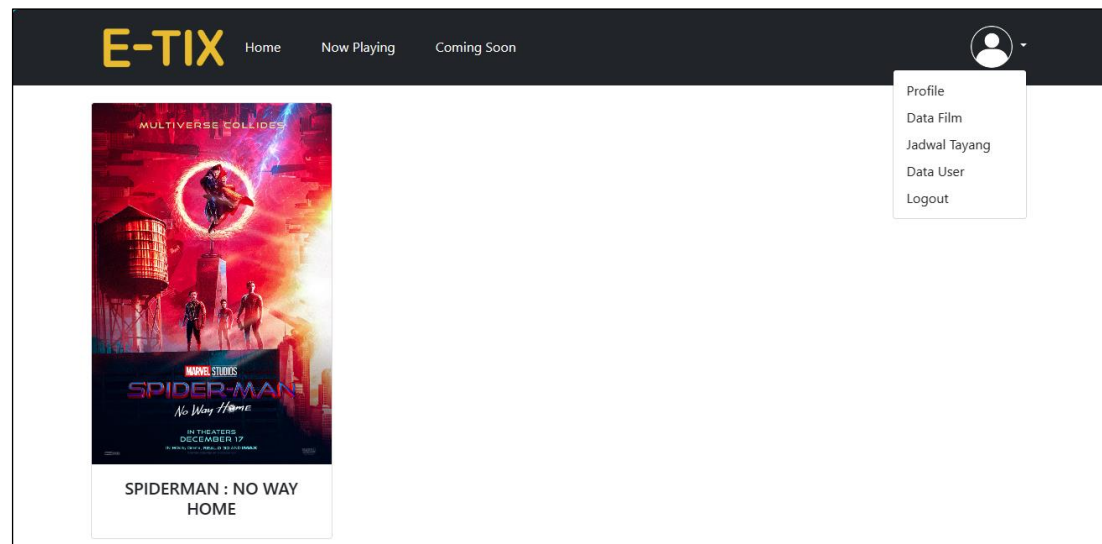 E-TIX
Home
Now Playing
Coming Soon
Profile
Data Film
Jadwal Tayang
Data User
Logout
MULTIVERSE COLLIDES
MARVEL STUDIOS
SPIDER-MAN
No Way Home
IN THEATERS
DECEMBER 17
SPIDERMAN : NO WAY
HOME